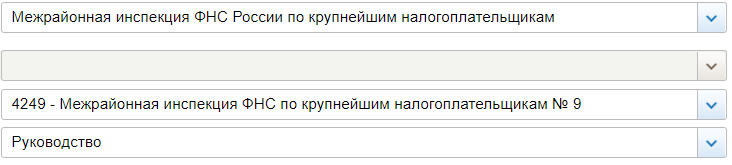 Межрайонная инспекция ФНС России по крупнейшим налогоплательщикам
4249 - Межрайонная инспекция ФНС по крупнейшим налогоплательщикам № 9
Руководство